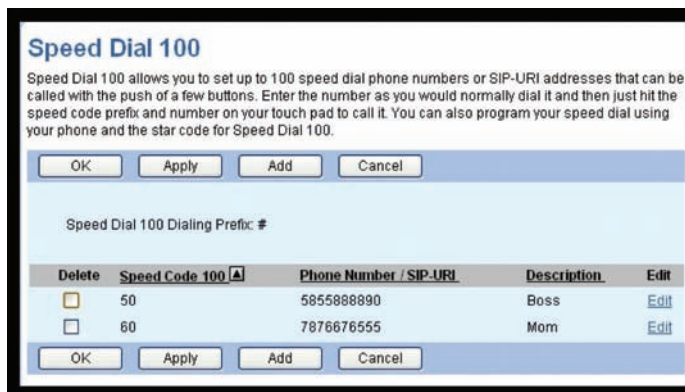 Speed Dial 100
Speed Dial 100 allows you to set up to 100 speed dial phone numbers or SIP-URI addresses that can be
called with the push of a few buttons. Enter the number as you would normally dial it and then just hit the
speed code prefix and number on your touch pad to call it. You can also program your speed dial using
your phone and the star code for Speed Dial 100.
OK Apply Add Cancel
Speed Dial 100 Dialing Prefix: #
Delete Speed Code 100 Phone Number / SIP-URI Description Edit
50 5855888890 Boss Edit
60 7876676555 Mom Edit
OK Apply Add Cancel